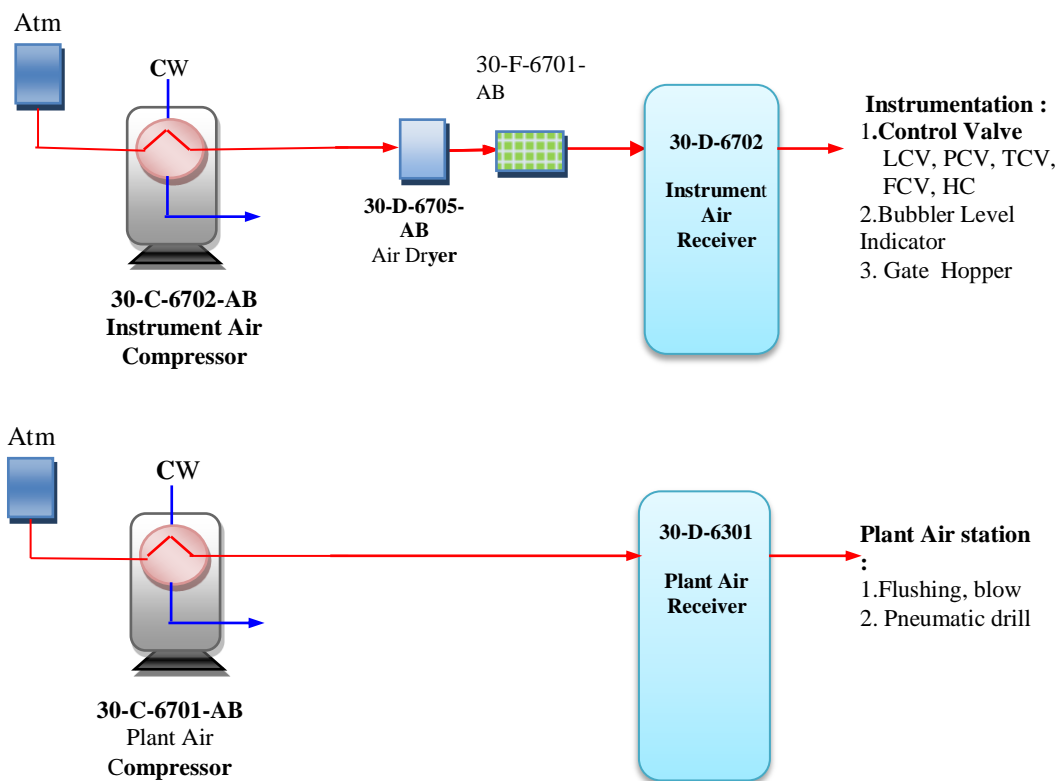 Atm
CW
30-F-6701-
AB
30-D-6705-
AB
Air Dryer
30-C-6702-AB
Instrument Air
Compressor
30-D-6702
Instrument
Air
Receiver
Instrumentation :
1.Control Valve
LCV, PCV, TCV,
FCV, HC
2.Bubbler Level
Indicator
3. Gate Hopper
Atm
CW
30-C-6701-AB
Plant Air
Compressor
30-D-6301
Plant Air
Receiver
Plant Air station
:
1.Flushing, blow
2. Pneumatic drill